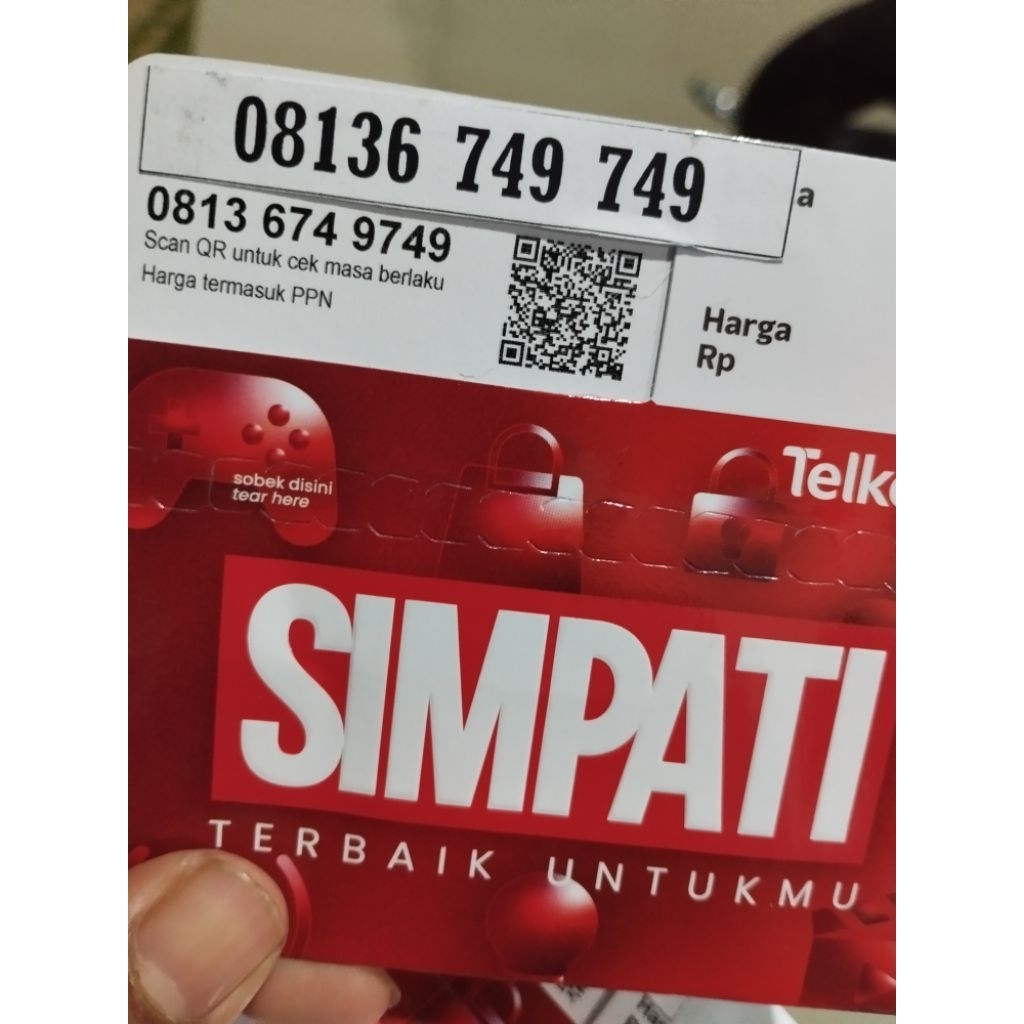 08136 749 749
a
0813 674 9749
Scan QR untuk cek masa berlaku
Harga termasuk PPN
Harga
Rp
Telk
sobek disini
tear here
SIMPATI
TERBAIK UNTUKMU